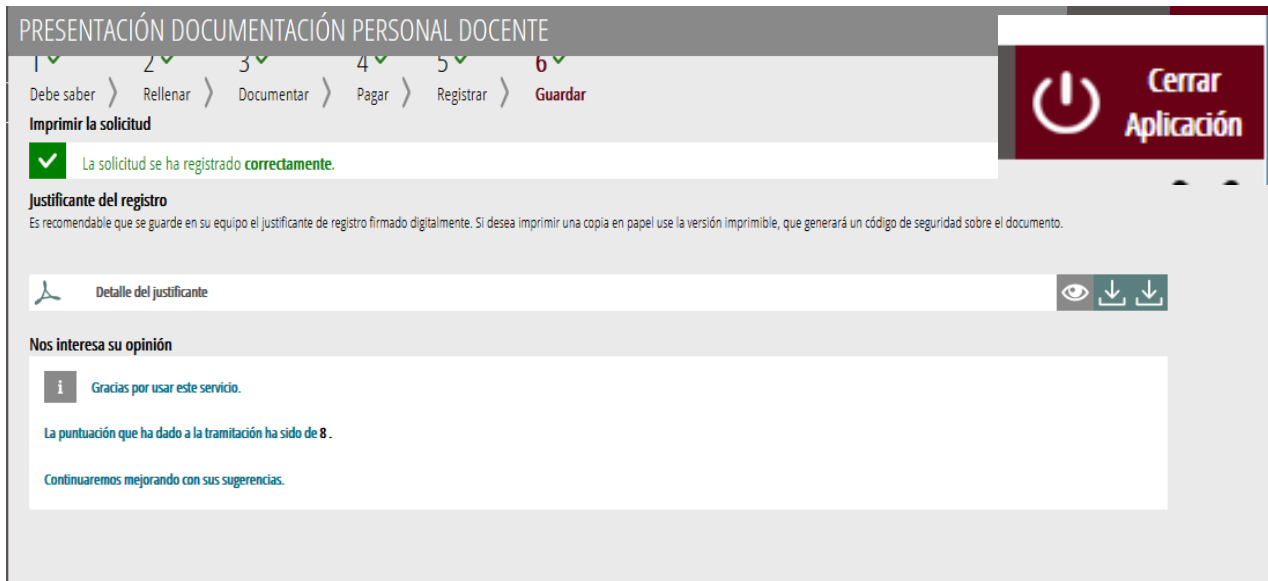 PRESENTACIÓN DOCUMENTACIÓN PERSONAL DOCENTE
1 2 3 4 5 6
Debe saber Rellenar Documentar Pagar Registrar Guardar
Cerrar
Aplicación
Imprimir la solicitud
La solicitud se ha registrado correctamente.
Justificante del registro
Es recomendable que se guarde en su equipo el justificante de registro firmado digitalmente. Si desea imprimir una copia en papel use la versión imprimible, que generará un código de seguridad sobre el documento.
Detalle del justificante
Nos interesa su opinión
i Gracias por usar este servicio.
La puntuación que ha dado a la tramitación ha sido de 8 .
Continuaremos mejorando con sus sugerencias.